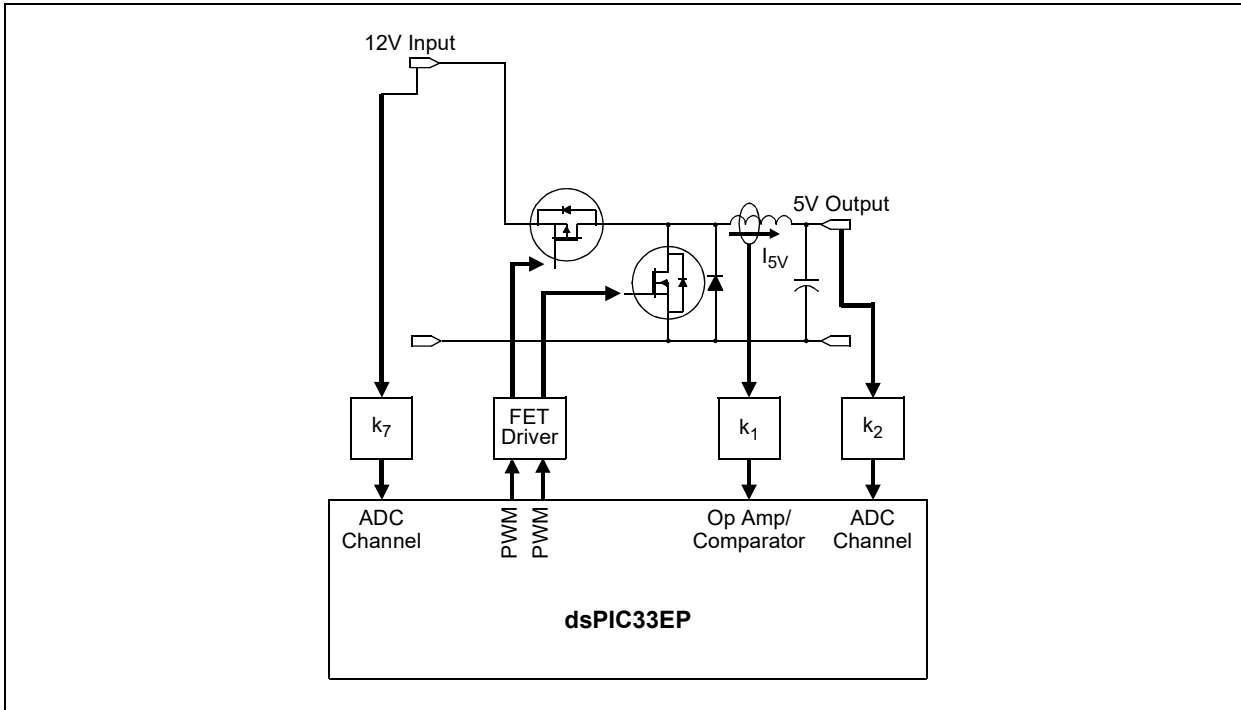 12V Input
5V Output
I5V
k7
FET
Driver
k1
k2
ADC
Channel
PWM
PWM
Op Amp/
Comparator
ADC
Channel
dsPIC33EP